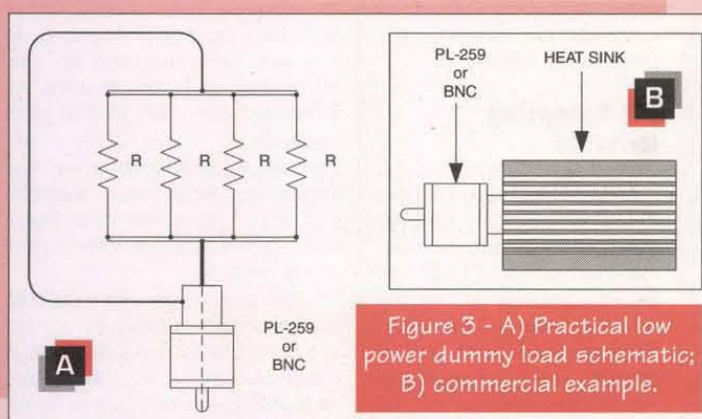 R
R
R
R
PL-259
or
BNC
A
PL-259
or
BNC
HEAT SINK
B
Figure 3 - A) Practical low
power dummy load schematic;
B) commercial example.